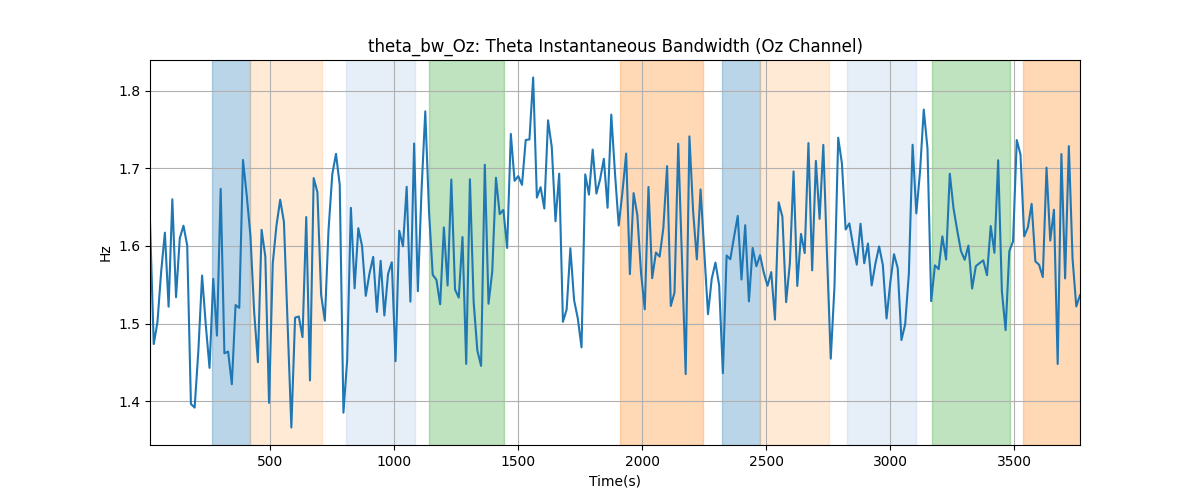 theta_bw_Oz: Theta Instantaneous Bandwidth (Oz Channel)
1.8
1.7
1.6
1.5
1.4
Hz
500 1000 1500 2000 2500 3000 3500
Time(s)